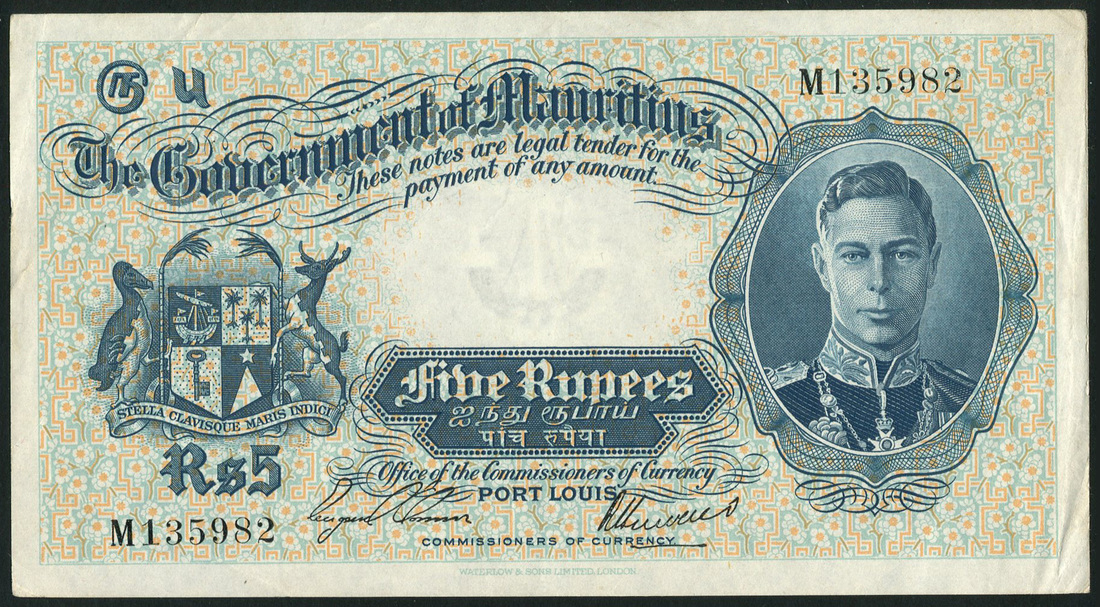 ௫ ௫
M135982
The Government of Mauritius
These notes are legal tender for the
payment of any amount.
Five Rupees
ஐந்து ரூபாய்
पांच रुपैया
STELLA CLAVISQUE MARIS INDICI
Rs5
Office of the Commissioners of Currency
PORT LOUIS
M135982
COMMISSIONERS OF CURRENCY.
WATERLOW & SONS LIMITED, LONDON